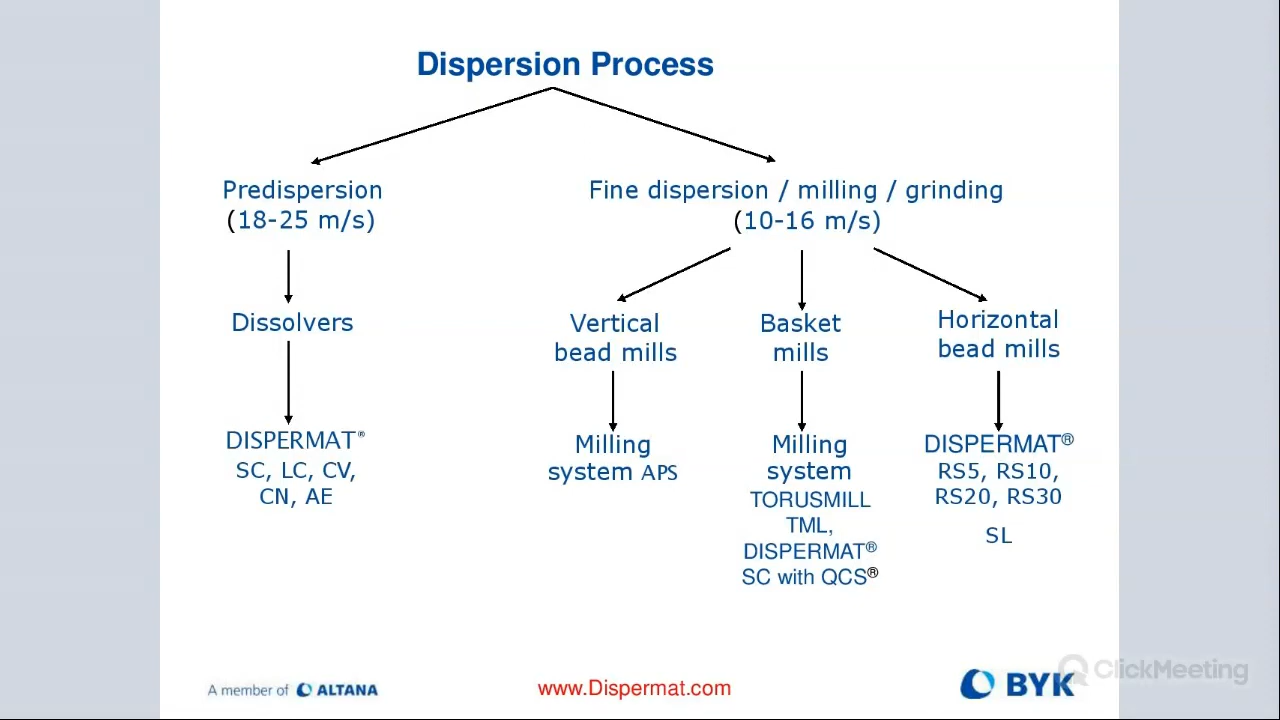 Dispersion Process
Predispersion
(18-25 m/s)
Fine dispersion / milling / grinding
(10-16 m/s)
Dissolvers
Vertical
bead mills
Basket
mills
Horizontal
bead mills
DISPERMAT®
SC, LC, CV,
CN, AE
Milling
system APS
Milling
system
TORUSMILL
TML,
DISPERMAT®
SC with QCS®
DISPERMAT®
RS5, RS10,
RS20, RS30
SL
A member of ALTANA
www.Dispermat.com
BYK
ClickMeeting